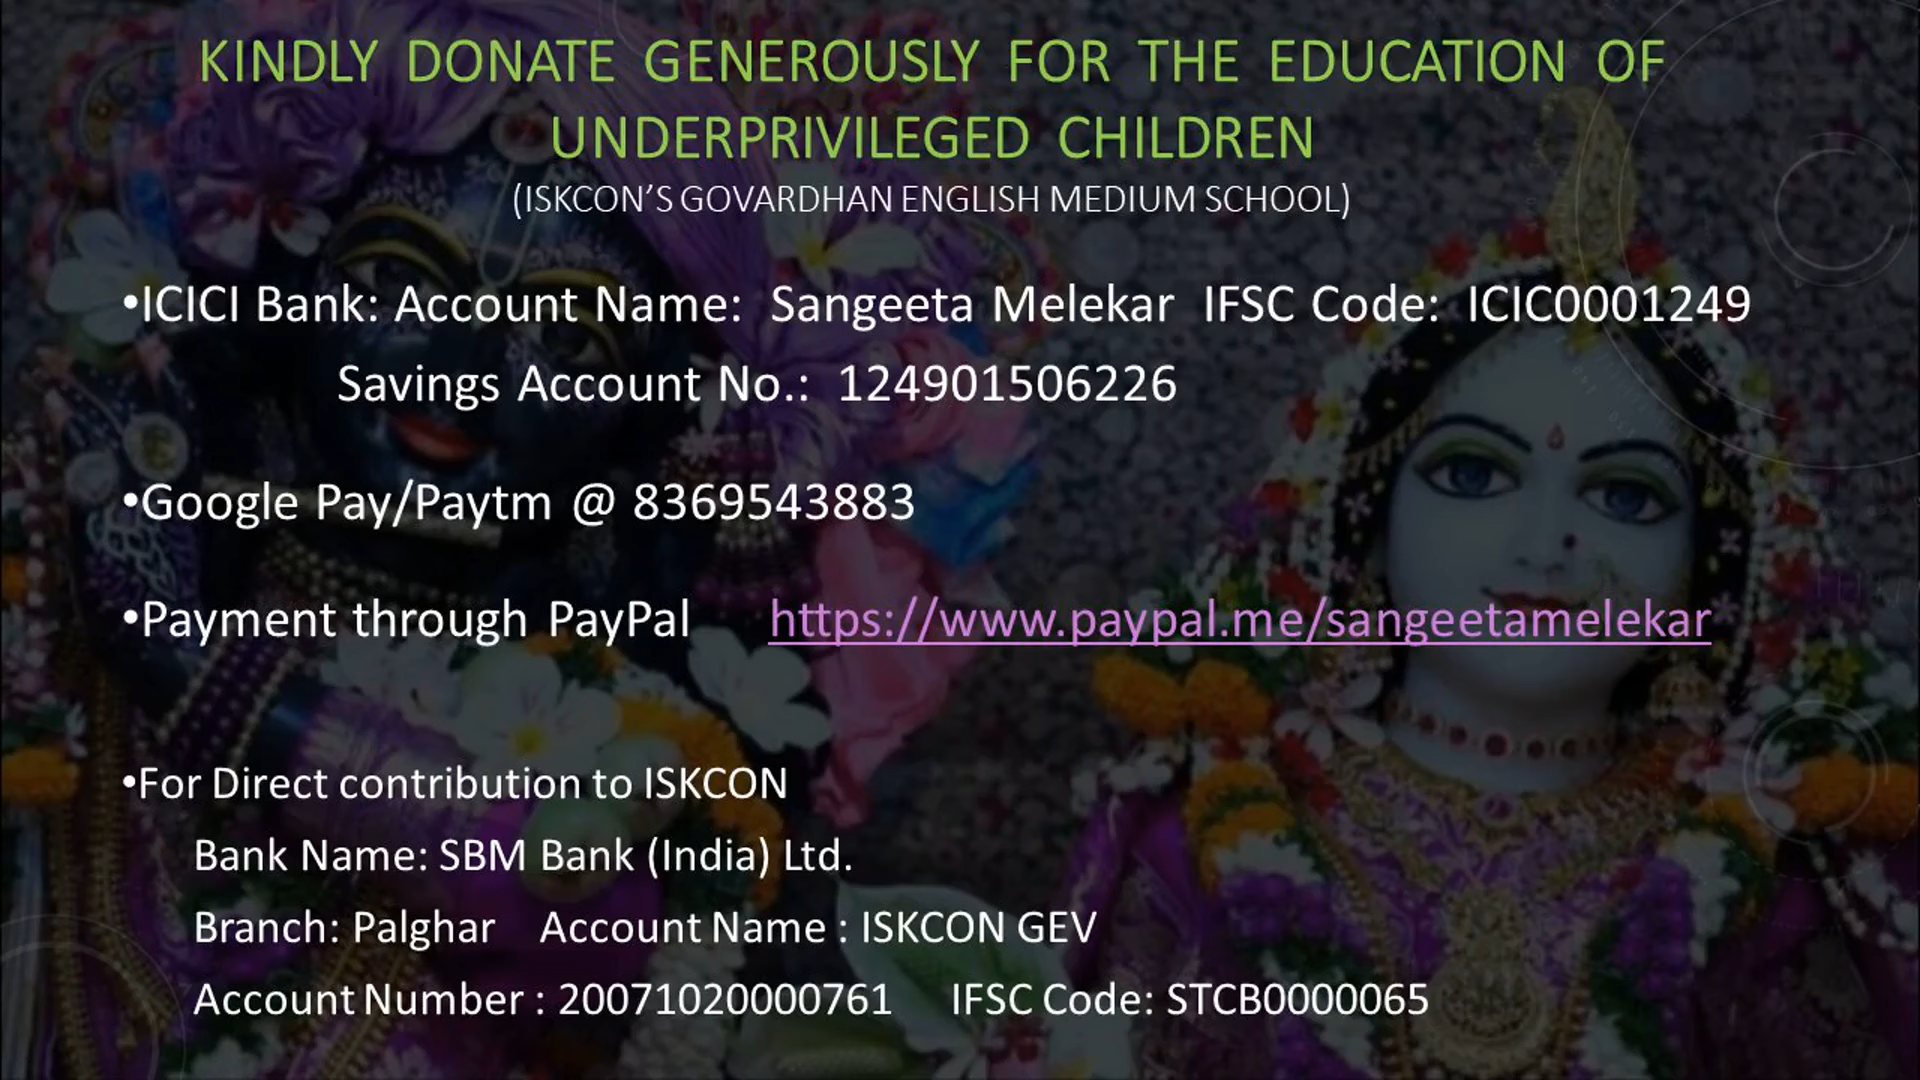 KINDLY DONATE GENEROUSLY FOR THE EDUCATION OF
UNDERPRIVILEGED CHILDREN
(ISKCON’S GOVARDHAN ENGLISH MEDIUM SCHOOL)
•ICICI Bank: Account Name: Sangeeta Melekar IFSC Code: ICIC0001249
Savings Account No.: 124901506226
•Google Pay/Paytm @ 8369543883
•Payment through PayPal https://www.paypal.me/sangeetamelekar
•For Direct contribution to ISKCON
Bank Name: SBM Bank (India) Ltd.
Branch: Palghar Account Name : ISKCON GEV
Account Number : 20071020000761 IFSC Code: STCB0000065